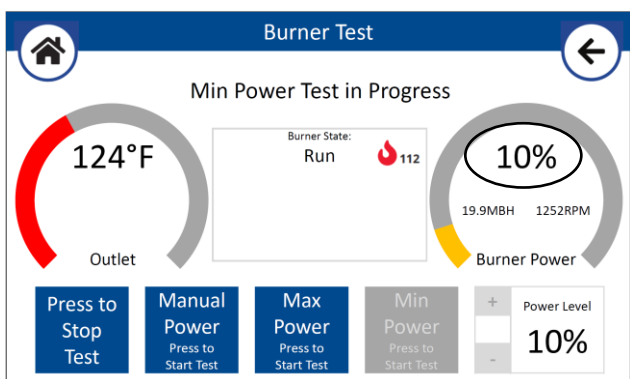 Burner Test
Min Power Test in Progress
124°F
Outlet
Burner State:
Run
112
10%
19.9MBH 1252RPM
Burner Power
Press to
Stop
Test
Manual
Power
Press to
Start Test
Max
Power
Press to
Start Test
Min
Power
Press to
Start Test
+
-
Power Level
10%